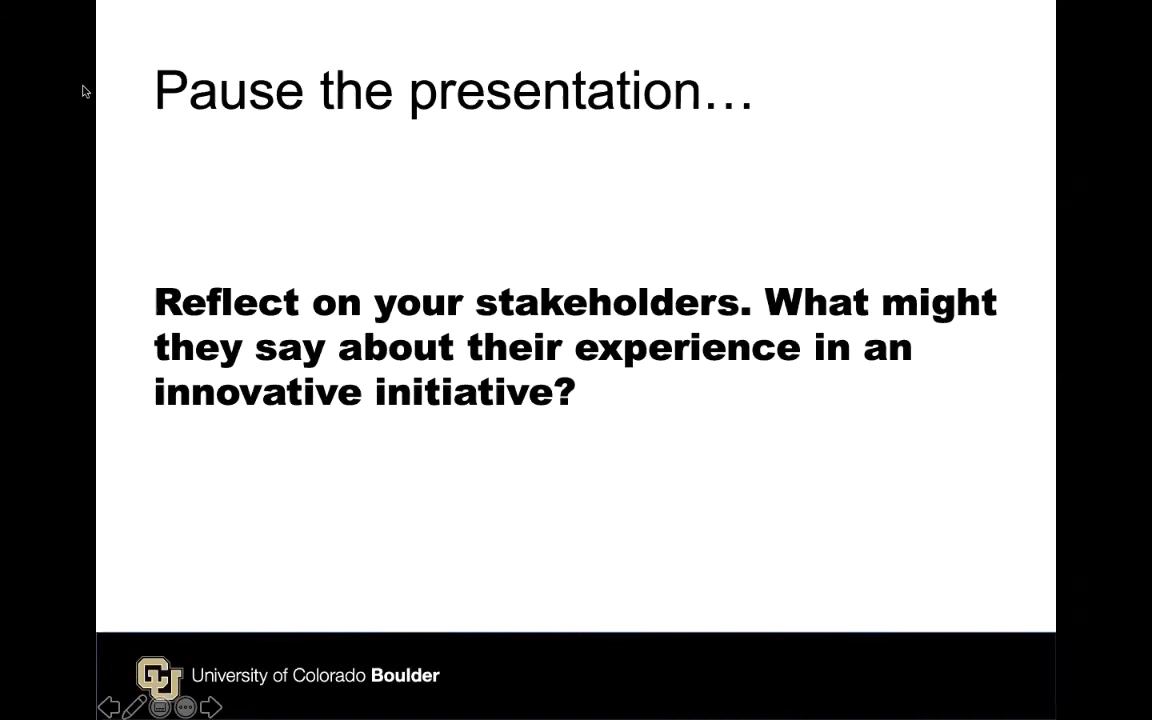 Pause the presentation…
Reflect on your stakeholders. What might
they say about their experience in an
innovative initiative?
CU University of Colorado Boulder